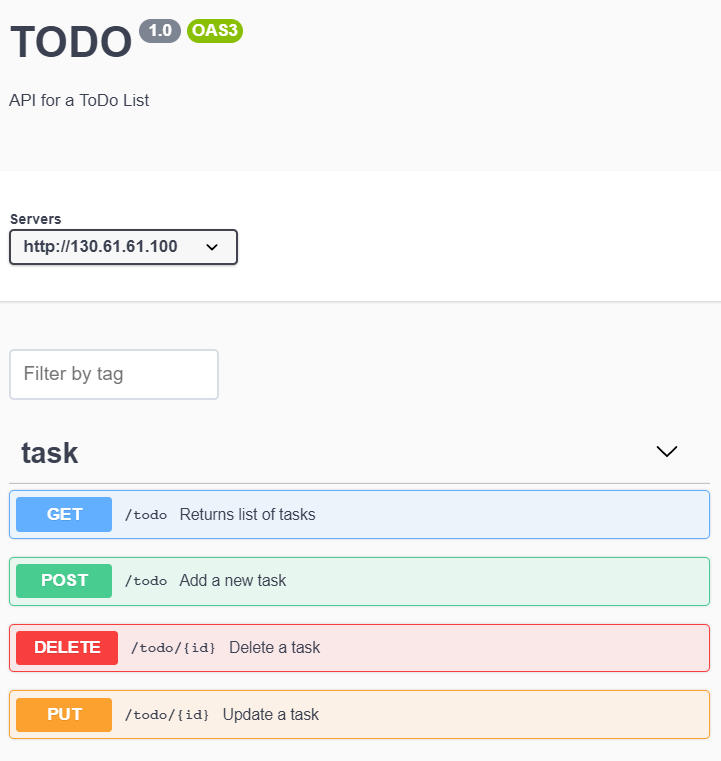 TODO 1.0 OAS3
API for a ToDo List
Servers
http://130.61.61.100
Filter by tag
task
GET /todo Returns list of tasks
POST /todo Add a new task
DELETE /todo/{id} Delete a task
PUT /todo/{id} Update a task